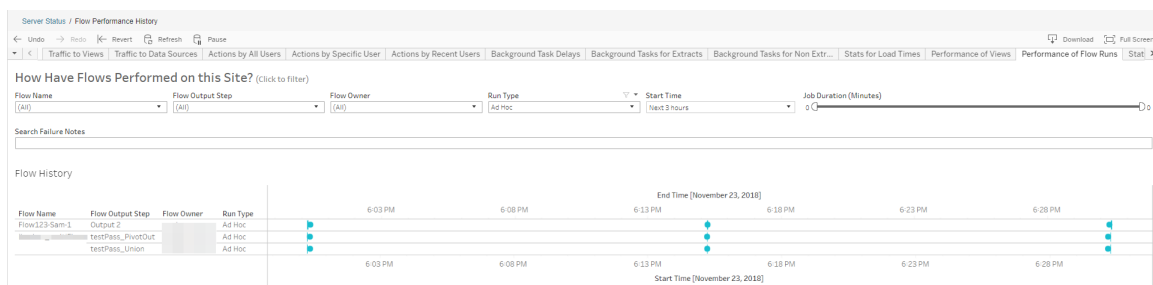 Server Status / Flow Performance History
Undo Redo Revert Refresh Pause Download Full Screen
Traffic to Views Traffic to Data Sources Actions by All Users Actions by Specific User Actions by Recent Users Background Task Delays Background Tasks for Extracts Background Tasks for Non Extr... Stats for Load Times Performance of Views Performance of Flow Runs Stat
How Have Flows Performed on this Site? (Click to filter)
Flow Name Flow Output Step Flow Owner Run Type Start Time Job Duration (Minutes)
(All) (All) (All) Ad Hoc Next 3 hours 0 0
Search Failure Notes
Flow History
End Time [November 23, 2018]
6:03 PM 6:08 PM 6:13 PM 6:18 PM 6:23 PM 6:28 PM
Flow Name Flow Output Step Flow Owner Run Type
Flow123-Sam-1 Output 2 Ad Hoc
testPass_PivotOut Ad Hoc
testPass_Union Ad Hoc
6:03 PM 6:08 PM 6:13 PM 6:18 PM 6:23 PM 6:28 PM
Start Time [November 23, 2018]